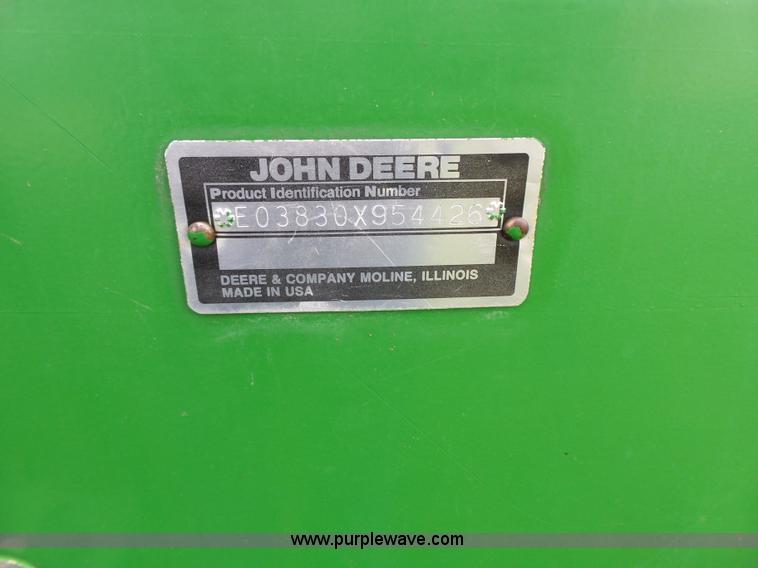 JOHN DEERE
Product Identification Number
*E03830X954426*
DEERE & COMPANY MOLINE, ILLINOIS
MADE IN USA
www.purplewave.com